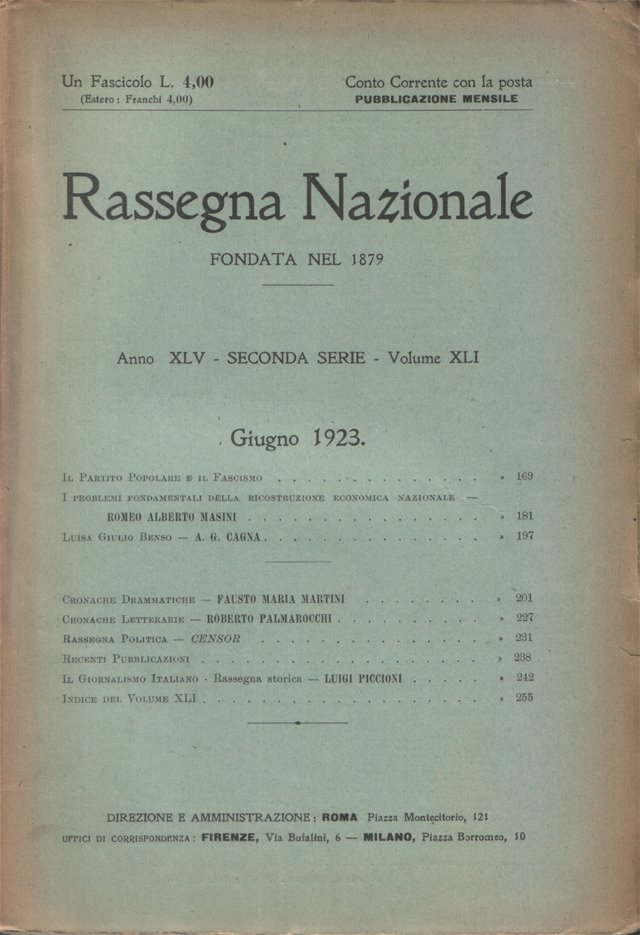 Un Fascicolo L. 4,00
(Estero: Franchi 4,00)
Conto Corrente con la posta
PUBBLICAZIONE MENSILE
Rassegna Nazionale
FONDATA NEL 1879
Anno XLV - SECONDA SERIE - Volume XLI
Giugno 1923.
Il Partito Popolare e il Fascismo . . . . . . . . . . . . . . . » 169
I problemi fondamentali della ricostruzione economica nazionale —
ROMEO ALBERTO MASINI . . . . . . . . . . . . . . . . » 181
Luisa Giulio Benso — A. G. CAGNA . . . . . . . . . . . . . . . » 197
Cronache Drammatiche — FAUSTO MARIA MARTINI . . . . . . . . » 201
Cronache Letterarie — ROBERTO PALMAROCCHI . . . . . . . . . . » 227
Rassegna Politica — CENSOR . . . . . . . . . . . . . . . » 231
Recenti Pubblicazioni . . . . . . . . . . . . . . . . . . » 238
Il Giornalismo Italiano - Rassegna storica — LUIGI PICCIONI . . . . . » 242
Indice del Volume XLI . . . . . . . . . . . . . . . . . . » 255
DIREZIONE E AMMINISTRAZIONE: ROMA Piazza Montecitorio, 121
UFFICI DI CORRISPONDENZA: FIRENZE, Via Bufalini, 6 — MILANO, Piazza Borromeo, 10